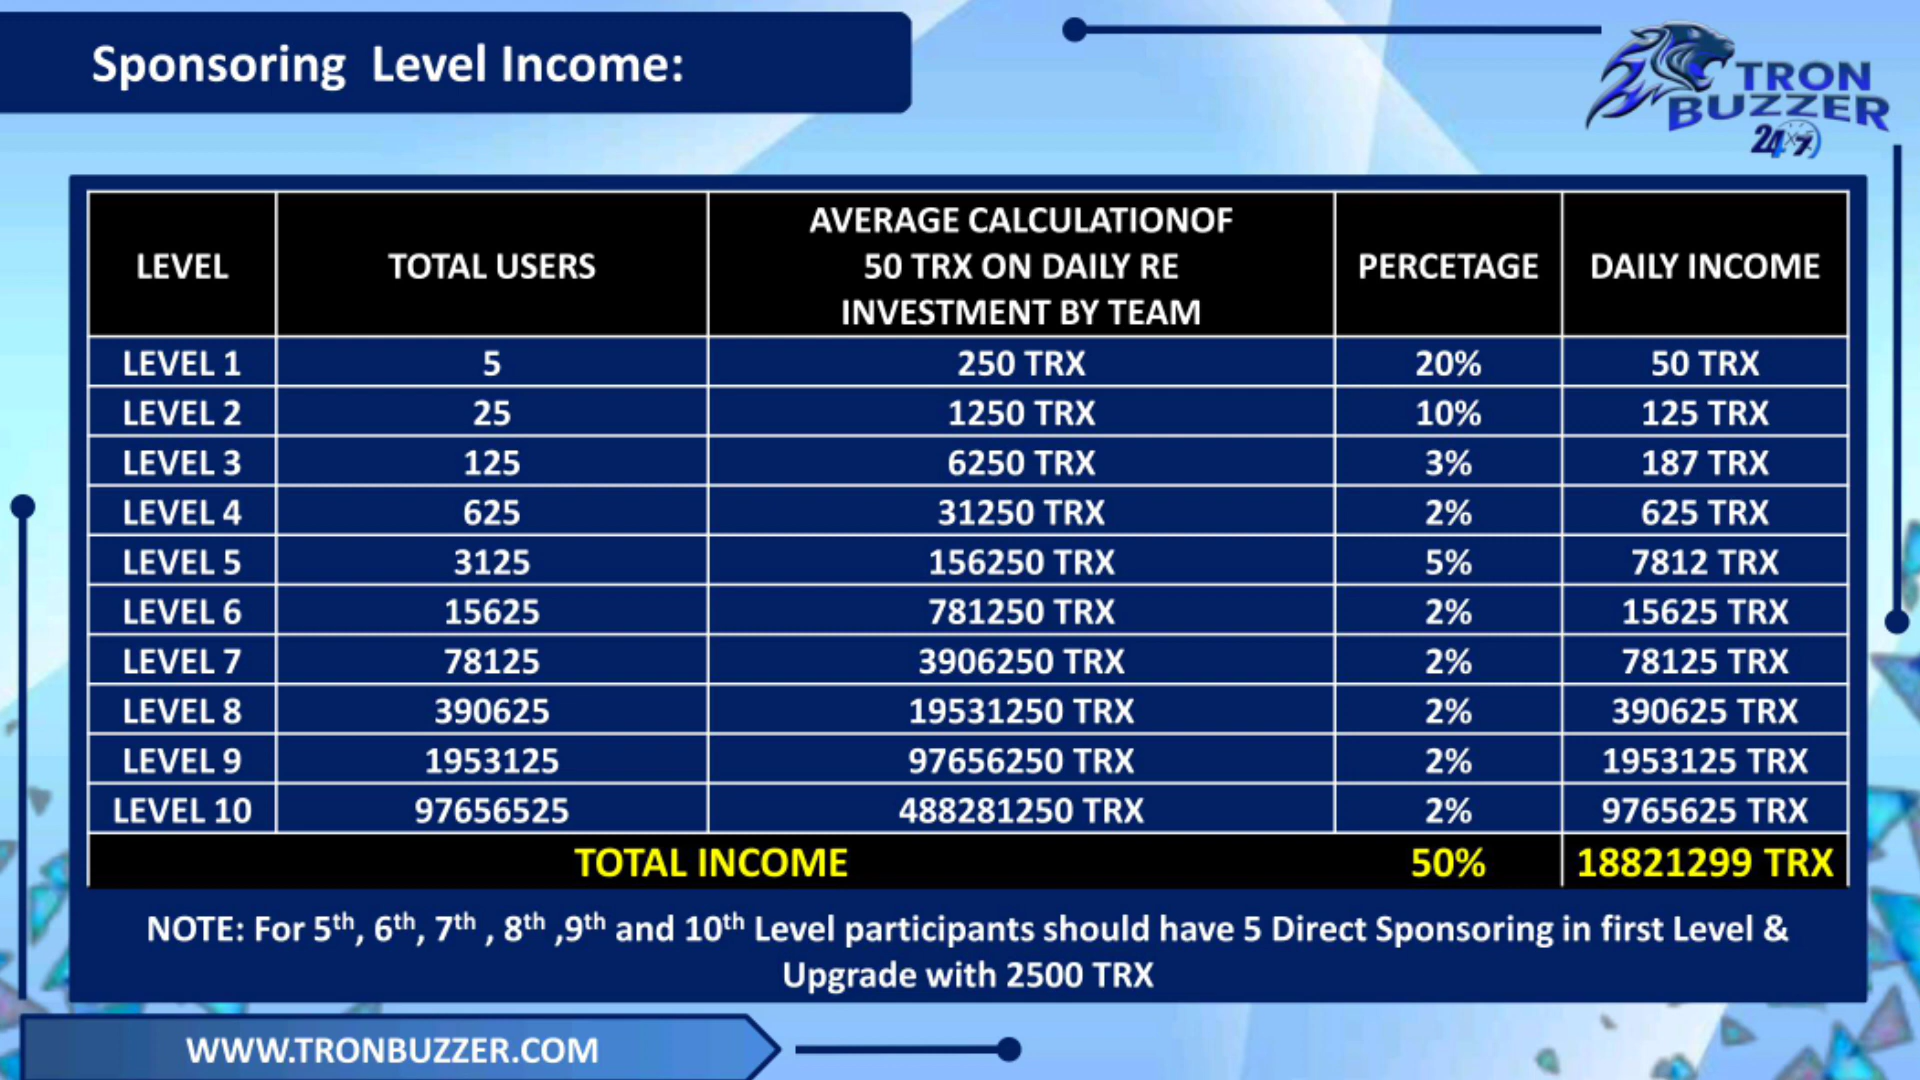 Sponsoring Level Income:
TRON
BUZZER
24x7
LEVEL TOTAL USERS AVERAGE CALCULATIONOF 50 TRX ON DAILY RE INVESTMENT BY TEAM PERCETAGE DAILY INCOME
LEVEL 1 5 250 TRX 20% 50 TRX
LEVEL 2 25 1250 TRX 10% 125 TRX
LEVEL 3 125 6250 TRX 3% 187 TRX
LEVEL 4 625 31250 TRX 2% 625 TRX
LEVEL 5 3125 156250 TRX 5% 7812 TRX
LEVEL 6 15625 781250 TRX 2% 15625 TRX
LEVEL 7 78125 3906250 TRX 2% 78125 TRX
LEVEL 8 390625 19531250 TRX 2% 390625 TRX
LEVEL 9 1953125 97656250 TRX 2% 1953125 TRX
LEVEL 10 97656525 488281250 TRX 2% 9765625 TRX
TOTAL INCOME 50% 18821299 TRX
NOTE: For 5th, 6th, 7th , 8th ,9th and 10th Level participants should have 5 Direct Sponsoring in first Level &
Upgrade with 2500 TRX
WWW.TRONBUZZER.COM